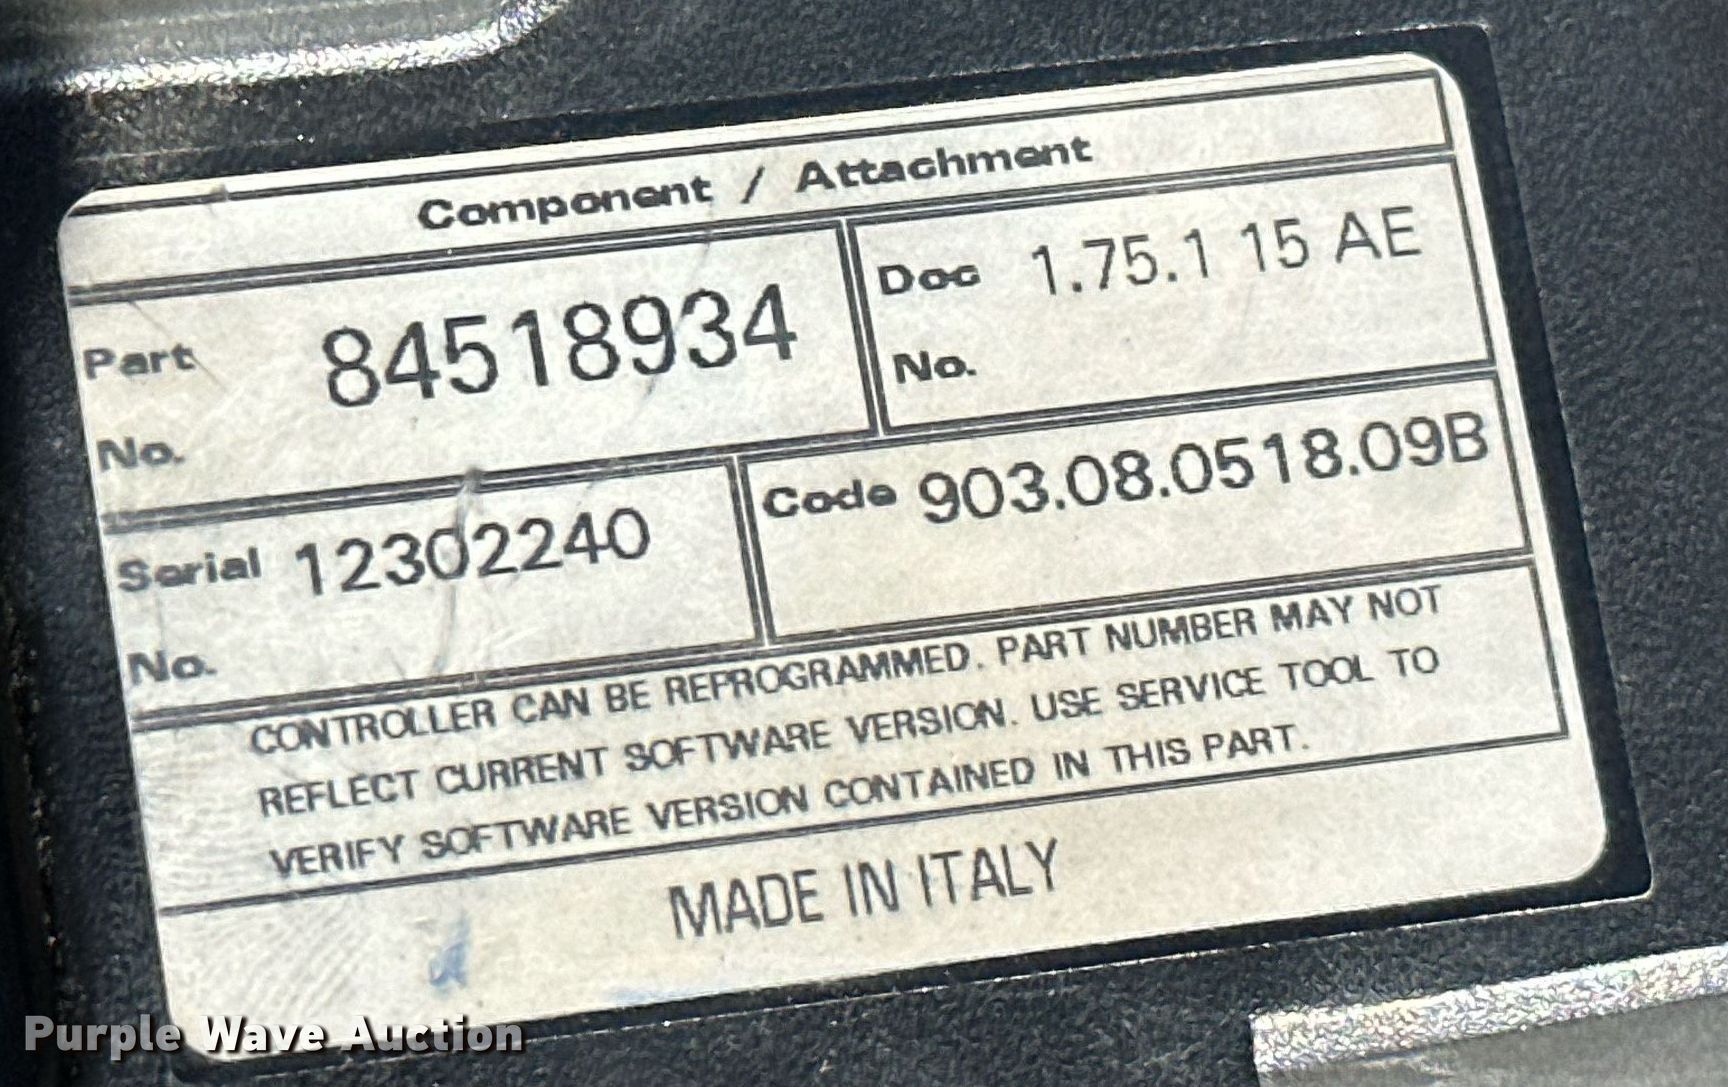 Component / Attachment
Part No. 84518934
Doc No. 1.75.1 15 AE
Serial No. 12302240
Code 903.08.0518.09B
CONTROLLER CAN BE REPROGRAMMED. PART NUMBER MAY NOT
REFLECT CURRENT SOFTWARE VERSION. USE SERVICE TOOL TO
VERIFY SOFTWARE VERSION CONTAINED IN THIS PART.
MADE IN ITALY
Purple Wave Auction